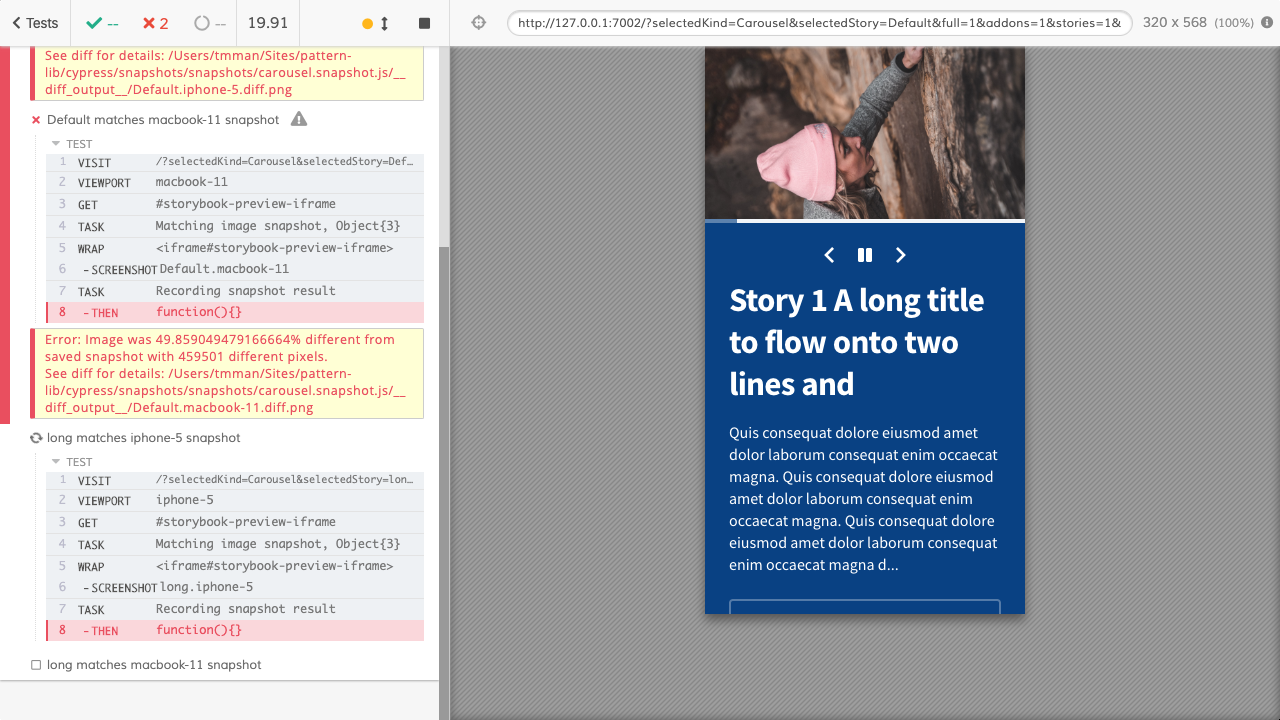 Tests
--
2
--
19.91
http://127.0.0.1:7002/?selectedKind=Carousel&selectedStory=Default&full=1&addons=1&stories=1&
320 x 568 (100%)
See diff for details: /Users/tmman/Sites/pattern-
lib/cypress/snapshots/snapshots/carousel.snapshot.js/__
diff_output__/Default.iphone-5.diff.png
Default matches macbook-11 snapshot
TEST
1 VISIT /?selectedKind=Carousel&selectedStory=Def…
2 VIEWPORT macbook-11
3 GET #storybook-preview-iframe
4 TASK Matching image snapshot, Object{3}
5 WRAP <iframe#storybook-preview-iframe>
6 -SCREENSHOT Default.macbook-11
7 TASK Recording snapshot result
8 -THEN function(){}
Error: Image was 49.859049479166664% different from
saved snapshot with 459501 different pixels.
See diff for details: /Users/tmman/Sites/pattern-
lib/cypress/snapshots/snapshots/carousel.snapshot.js/__
diff_output__/Default.macbook-11.diff.png
long matches iphone-5 snapshot
TEST
1 VISIT /?selectedKind=Carousel&selectedStory=lon…
2 VIEWPORT iphone-5
3 GET #storybook-preview-iframe
4 TASK Matching image snapshot, Object{3}
5 WRAP <iframe#storybook-preview-iframe>
6 -SCREENSHOT long.iphone-5
7 TASK Recording snapshot result
8 -THEN function(){}
long matches macbook-11 snapshot
Story 1 A long title
to flow onto two
lines and
Quis consequat dolore eiusmod amet
dolor laborum consequat enim occaecat
magna. Quis consequat dolore eiusmod
amet dolor laborum consequat enim
occaecat magna. Quis consequat dolore
eiusmod amet dolor laborum consequat
enim occaecat magna d...